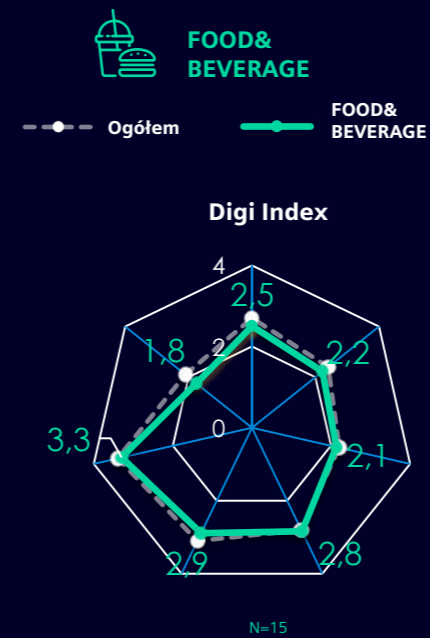 FOOD&
BEVERAGE
Ogółem
FOOD&
BEVERAGE
Digi Index
4
2,5
2
2,2
1,8
0
3,3
2,1
2,8
2,9
N=15